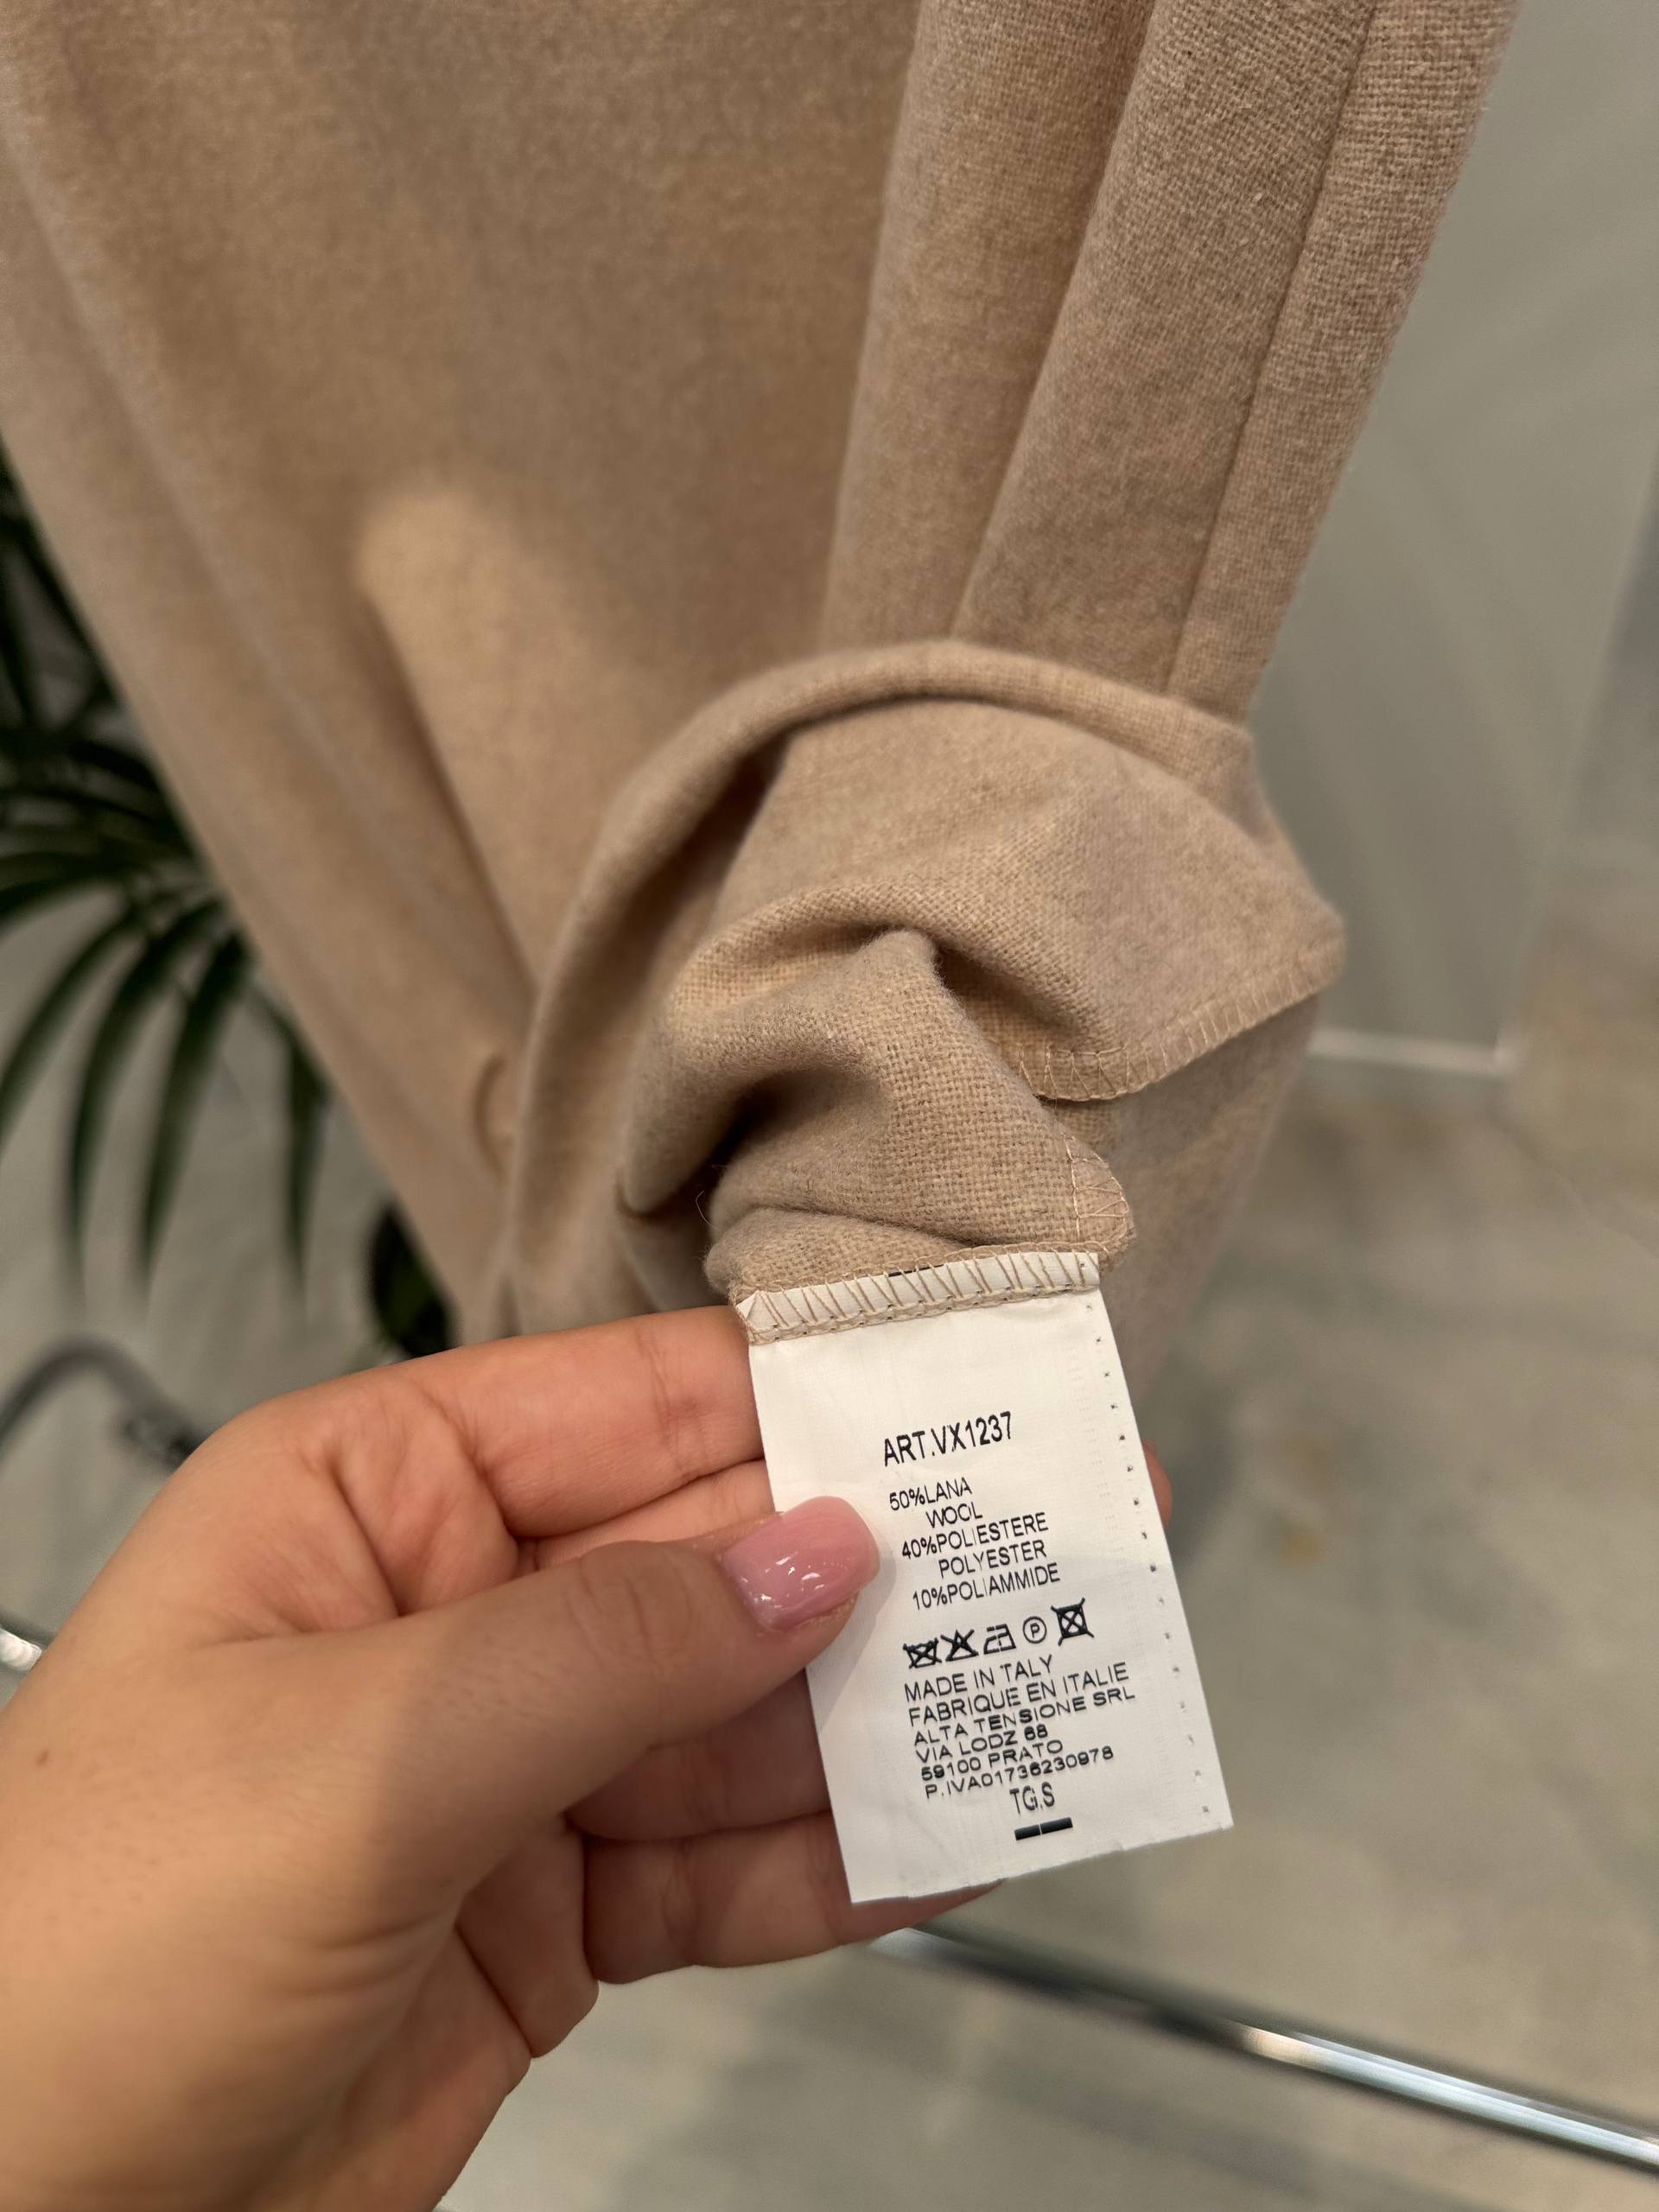 ART.VX1237
50%LANA
WOOL
40%POLIESTERE
POLYESTER
10%POLIAMMIDE
P
MADE IN ITALY
FABRIQUE EN ITALIE
ALTA TENSIONE SRL
VIA LODZ 68
59100 PRATO
P.IVA01736230978
TG.S